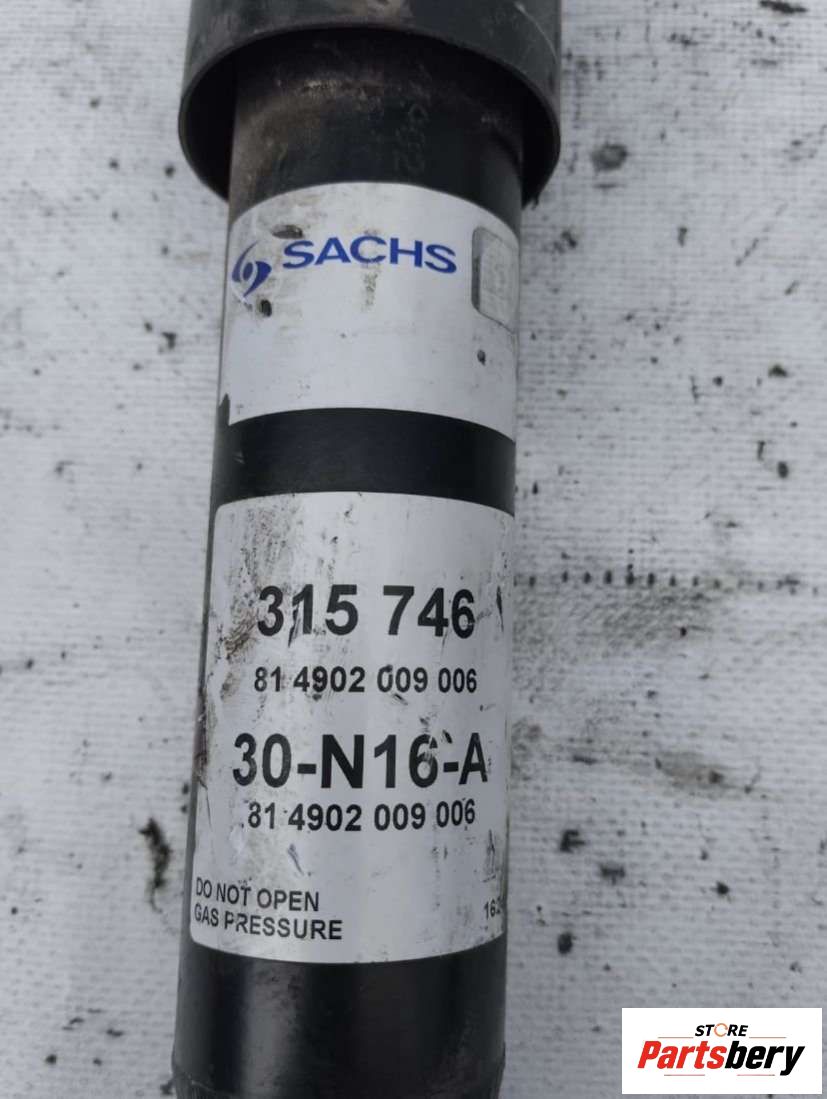 SACHS
315 746
81 4902 009 006
30-N16-A
81 4902 009 006
DO NOT OPEN
GAS PRESSURE
STORE
Partsbery